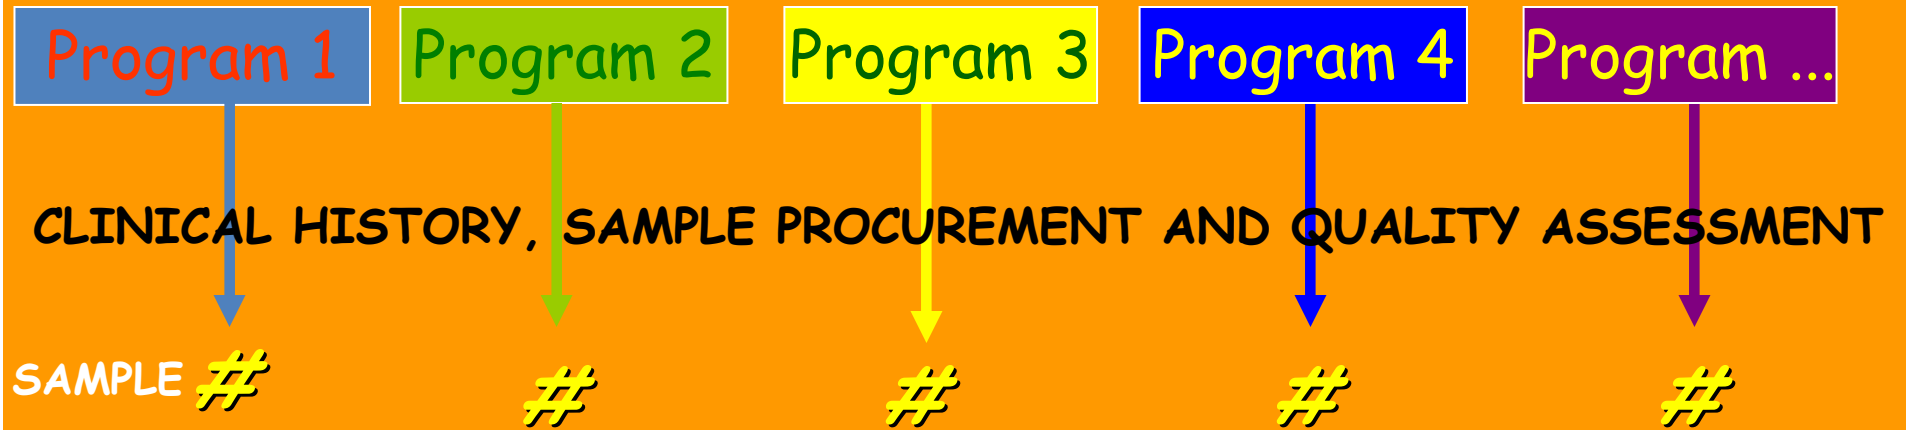 Program 1 Program 2 Program 3 Program 4 Program ...
CLINICAL HISTORY, SAMPLE PROCUREMENT AND QUALITY ASSESSMENT
SAMPLE # # # # #